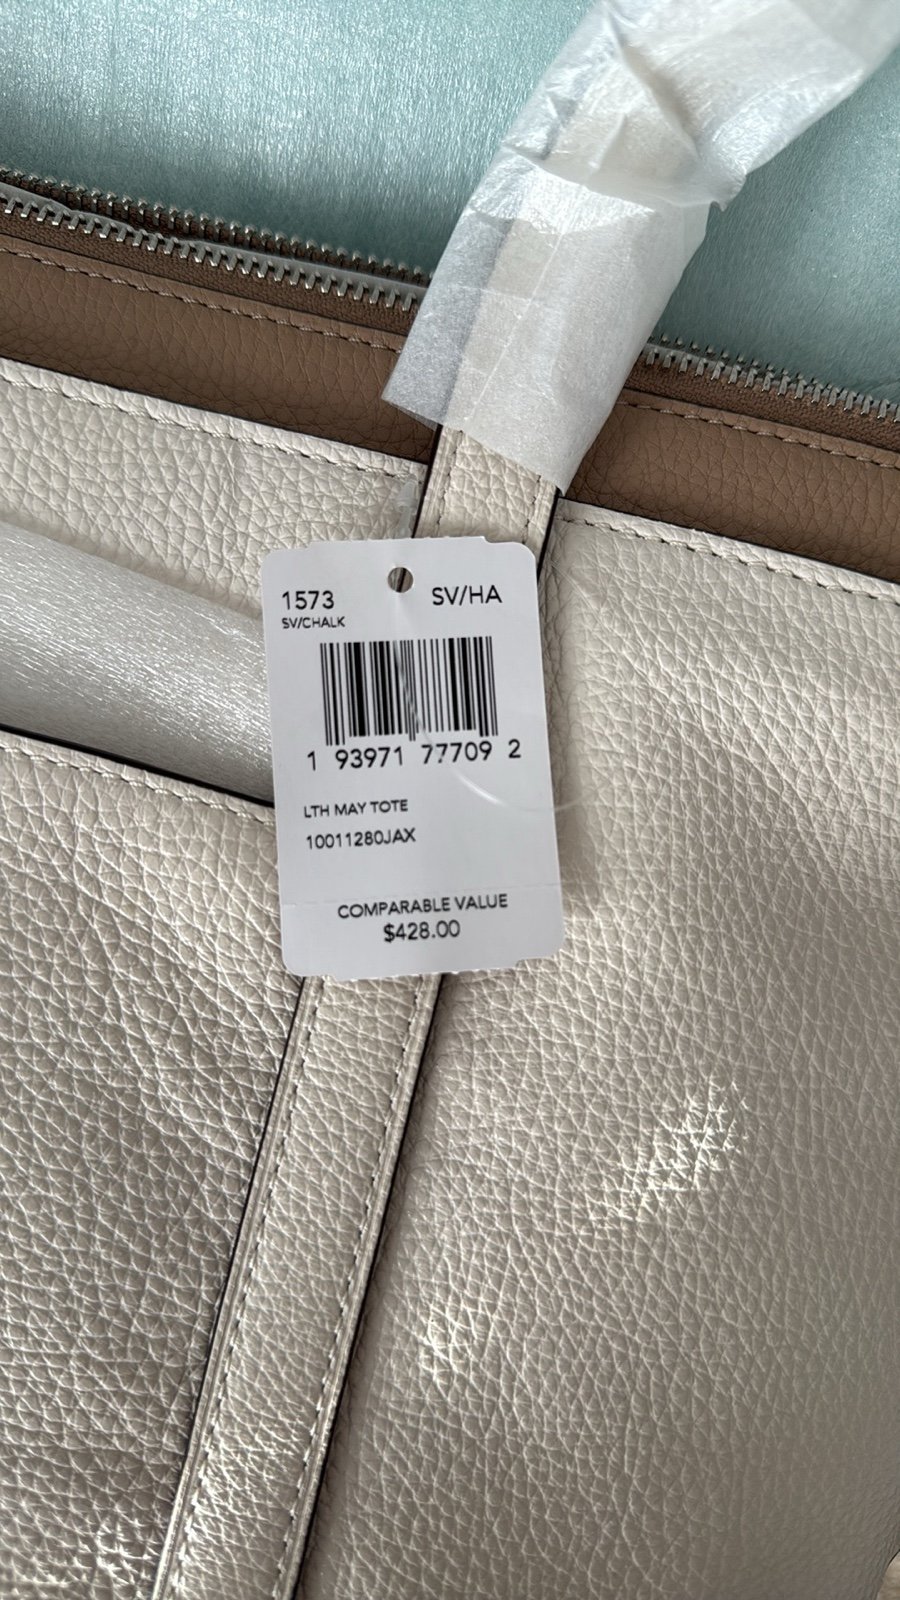 1573 SV/HA
SV/CHALK
1 93971 77709 2
LTH MAY TOTE
10011280JAX
COMPARABLE VALUE
$428.00